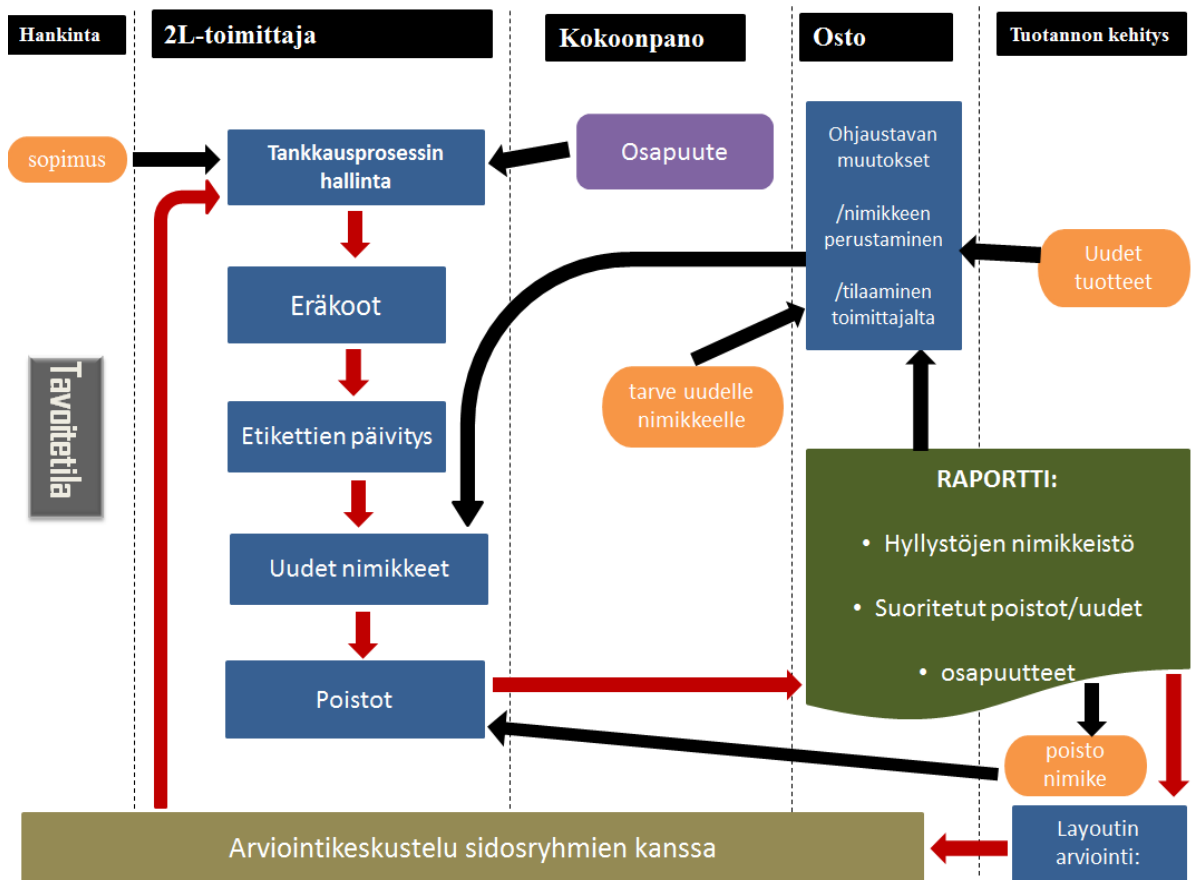 Hankinta
2L-toimittaja
Kokoonpano
Osto
Tuotannon kehitys
sopimus
Tankkausprosessin
hallinta
Osapuute
Ohjaustavan
muutokset
/nimikkeen
perustaminen
/tilaaminen
toimittajalta
Uudet
tuotteet
Eräkoot
Tavoitetila
tarve uudelle
nimikkeelle
Etikettien päivitys
Uudet nimikkeet
Poistot
RAPORTTI:
• Hyllystöjen nimikkeistö
• Suoritetut poistot/uudet
• osapuutteet
poisto
nimike
Layoutin
arviointi:
Arviointikeskustelu sidosryhmien kanssa